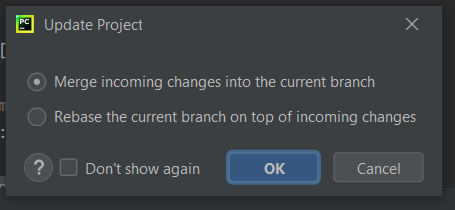 PC
Update Project
Merge incoming changes into the current branch
Rebase the current branch on top of incoming changes
? Don't show again OK Cancel